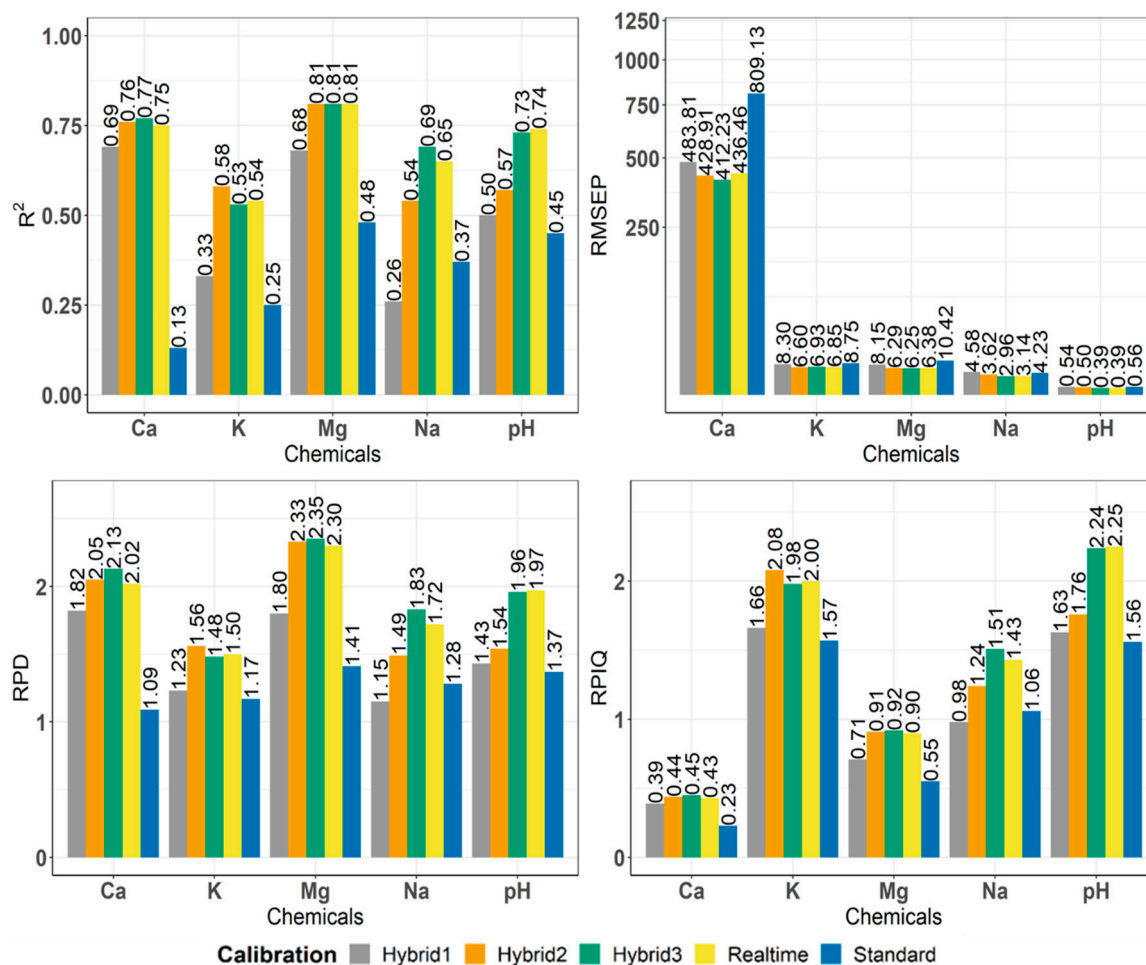 1.00
0.75
0.50
0.25
0.00
R²
0.69 0.76 0.77 0.75 0.13
0.33 0.58 0.53 0.54 0.25
0.68 0.81 0.81 0.81 0.48
0.26 0.54 0.69 0.65 0.37
0.50 0.57 0.73 0.74 0.45
Ca K Mg Na pH
Chemicals
1250
1000
750
500
250
RMSEP
483.81 428.91 412.23 436.46 809.13
8.30 6.60 6.93 6.85 8.75
8.15 6.29 6.25 6.38 10.42
4.58 3.62 2.96 3.14 4.23
0.54 0.50 0.39 0.39 0.56
Ca K Mg Na pH
Chemicals
2
1
0
RPD
1.82 2.05 2.13 2.02 1.09
1.23 1.56 1.48 1.50 1.17
1.80 2.33 2.35 2.30 1.41
1.15 1.49 1.83 1.72 1.28
1.43 1.54 1.96 1.97 1.37
Ca K Mg Na pH
Chemicals
2
1
0
RPIQ
0.39 0.44 0.45 0.43 0.23
1.66 2.08 1.98 2.00 1.57
0.71 0.91 0.92 0.90 0.55
0.98 1.24 1.51 1.43 1.06
1.63 1.76 2.24 2.25 1.56
Ca K Mg Na pH
Chemicals
Calibration Hybrid1 Hybrid2 Hybrid3 Realtime Standard